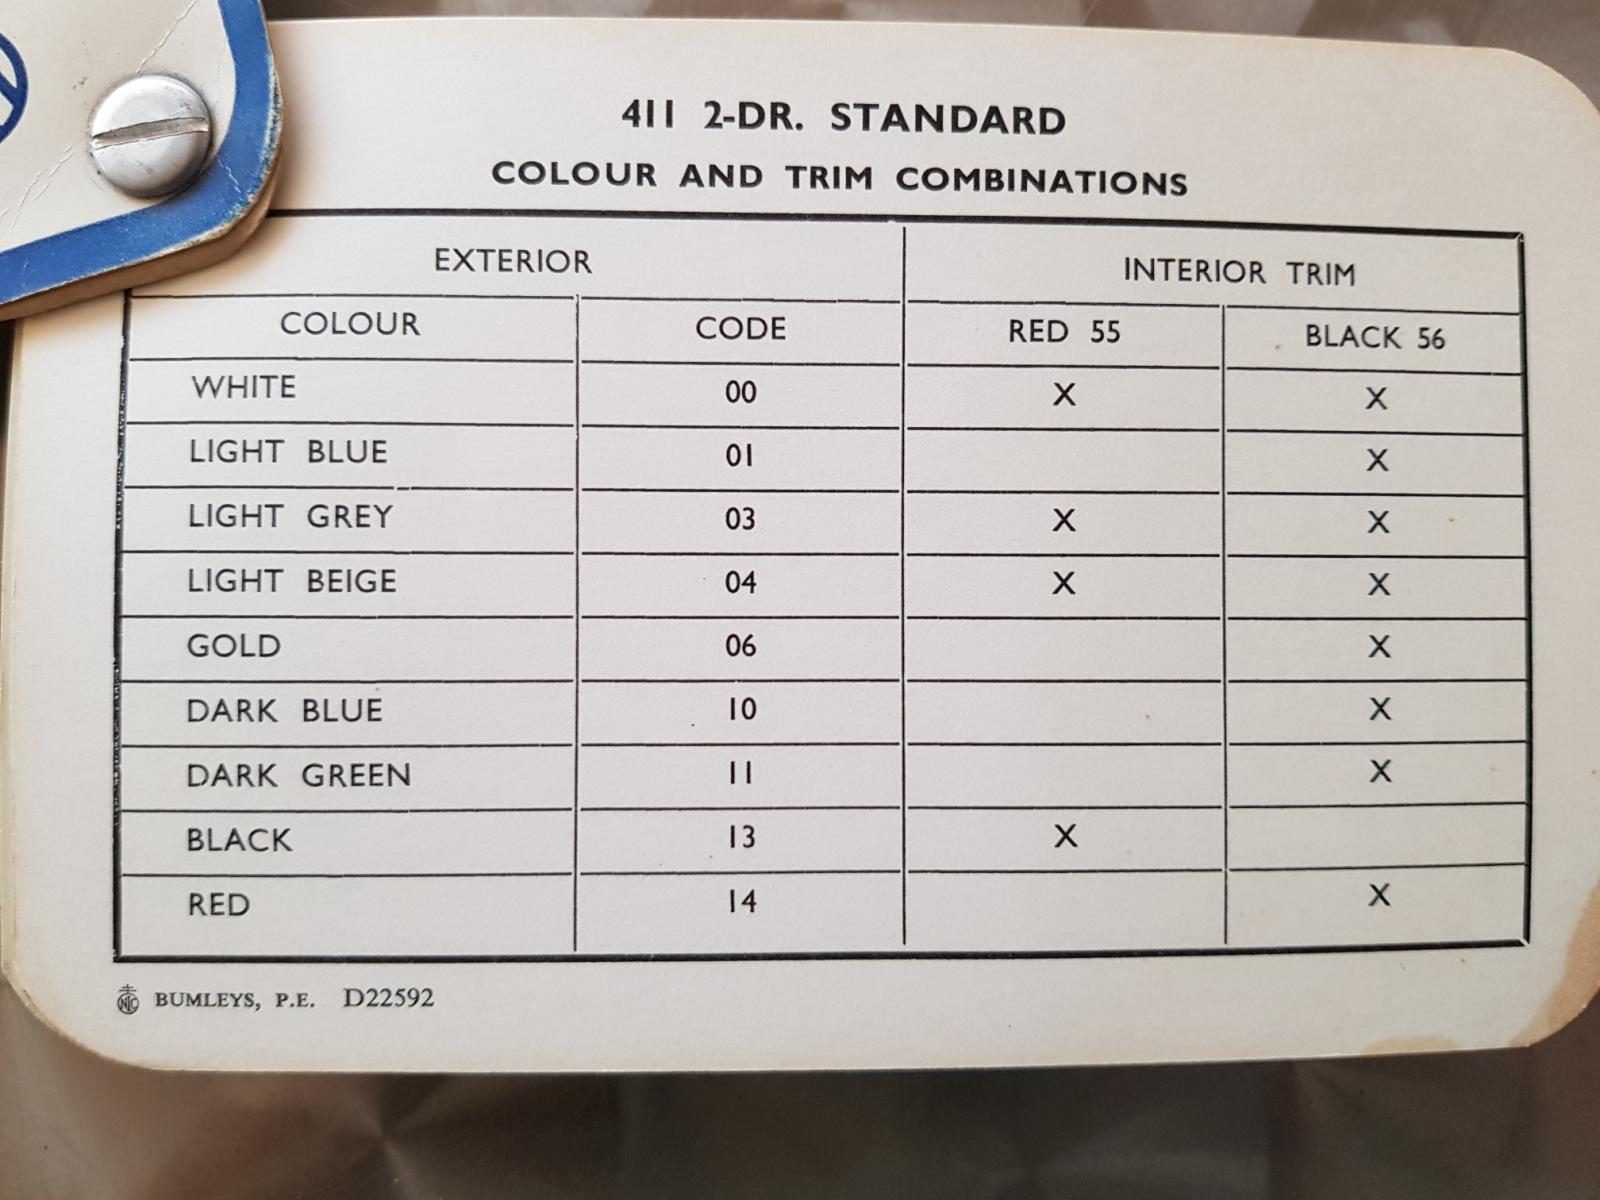 411 2-DR. STANDARD
COLOUR AND TRIM COMBINATIONS
EXTERIOR INTERIOR TRIM
COLOUR CODE RED 55 BLACK 56
WHITE 00 X X
LIGHT BLUE 01 X
LIGHT GREY 03 X X
LIGHT BEIGE 04 X X
GOLD 06 X
DARK BLUE 10 X
DARK GREEN 11 X
BLACK 13 X
RED 14 X
BUMLEYS, P.E. D22592